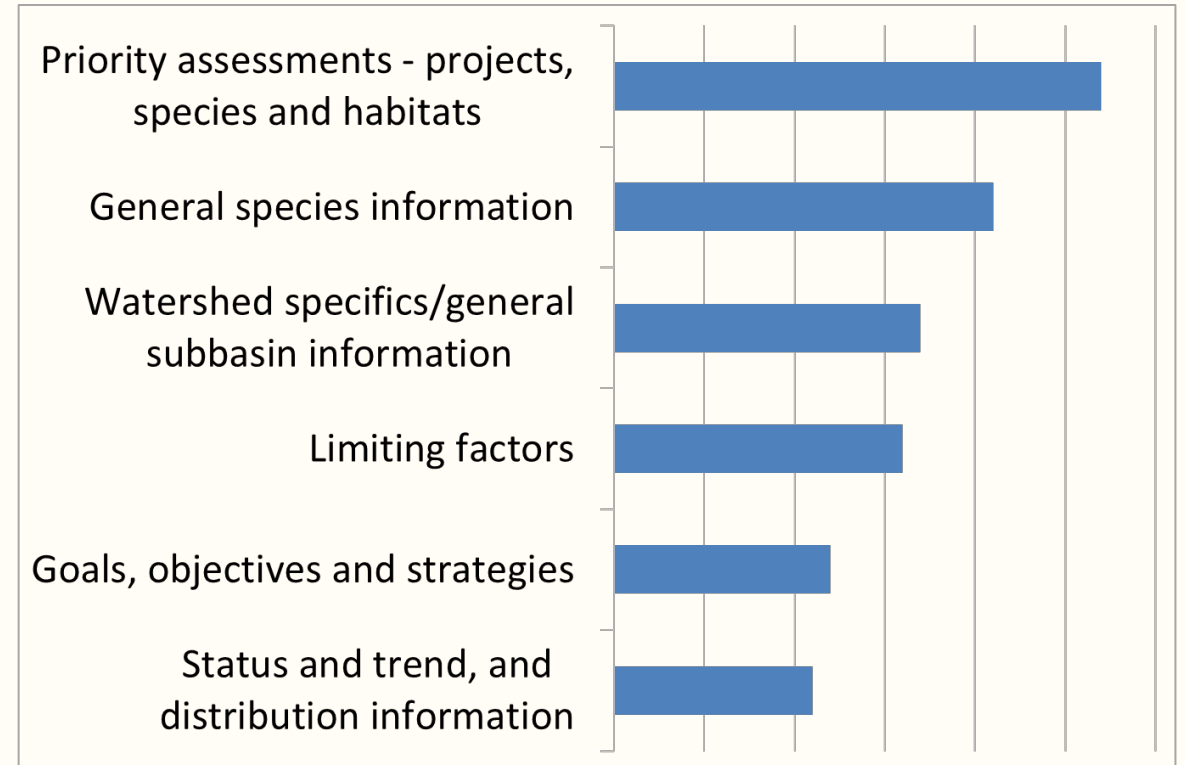 Priority assessments - projects,
species and habitats
General species information
Watershed specifics/general
subbasin information
Limiting factors
Goals, objectives and strategies
Status and trend, and
distribution information